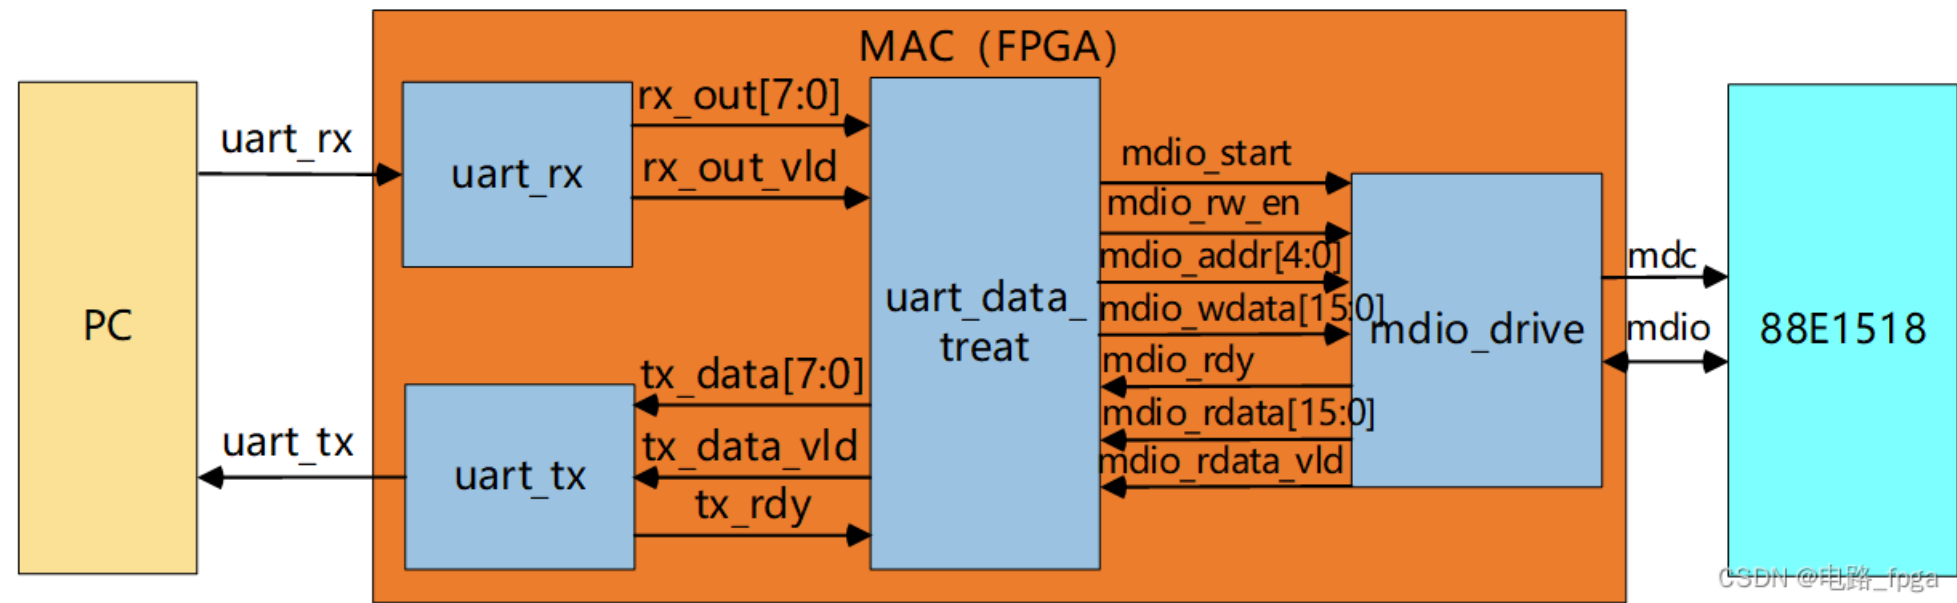 MAC（FPGA）
PC
uart_rx
uart_tx
uart_rx
rx_out[7:0]
rx_out_vld
uart_tx
tx_data[7:0]
tx_data_vld
tx_rdy
uart_data_
treat
mdio_start
mdio_rw_en
mdio_addr[4:0]
mdio_wdata[15:0]
mdio_rdy
mdio_rdata[15:0]
mdio_rdata_vld
mdio_drive
mdc
mdio
88E1518
CSDN @电路_fpga